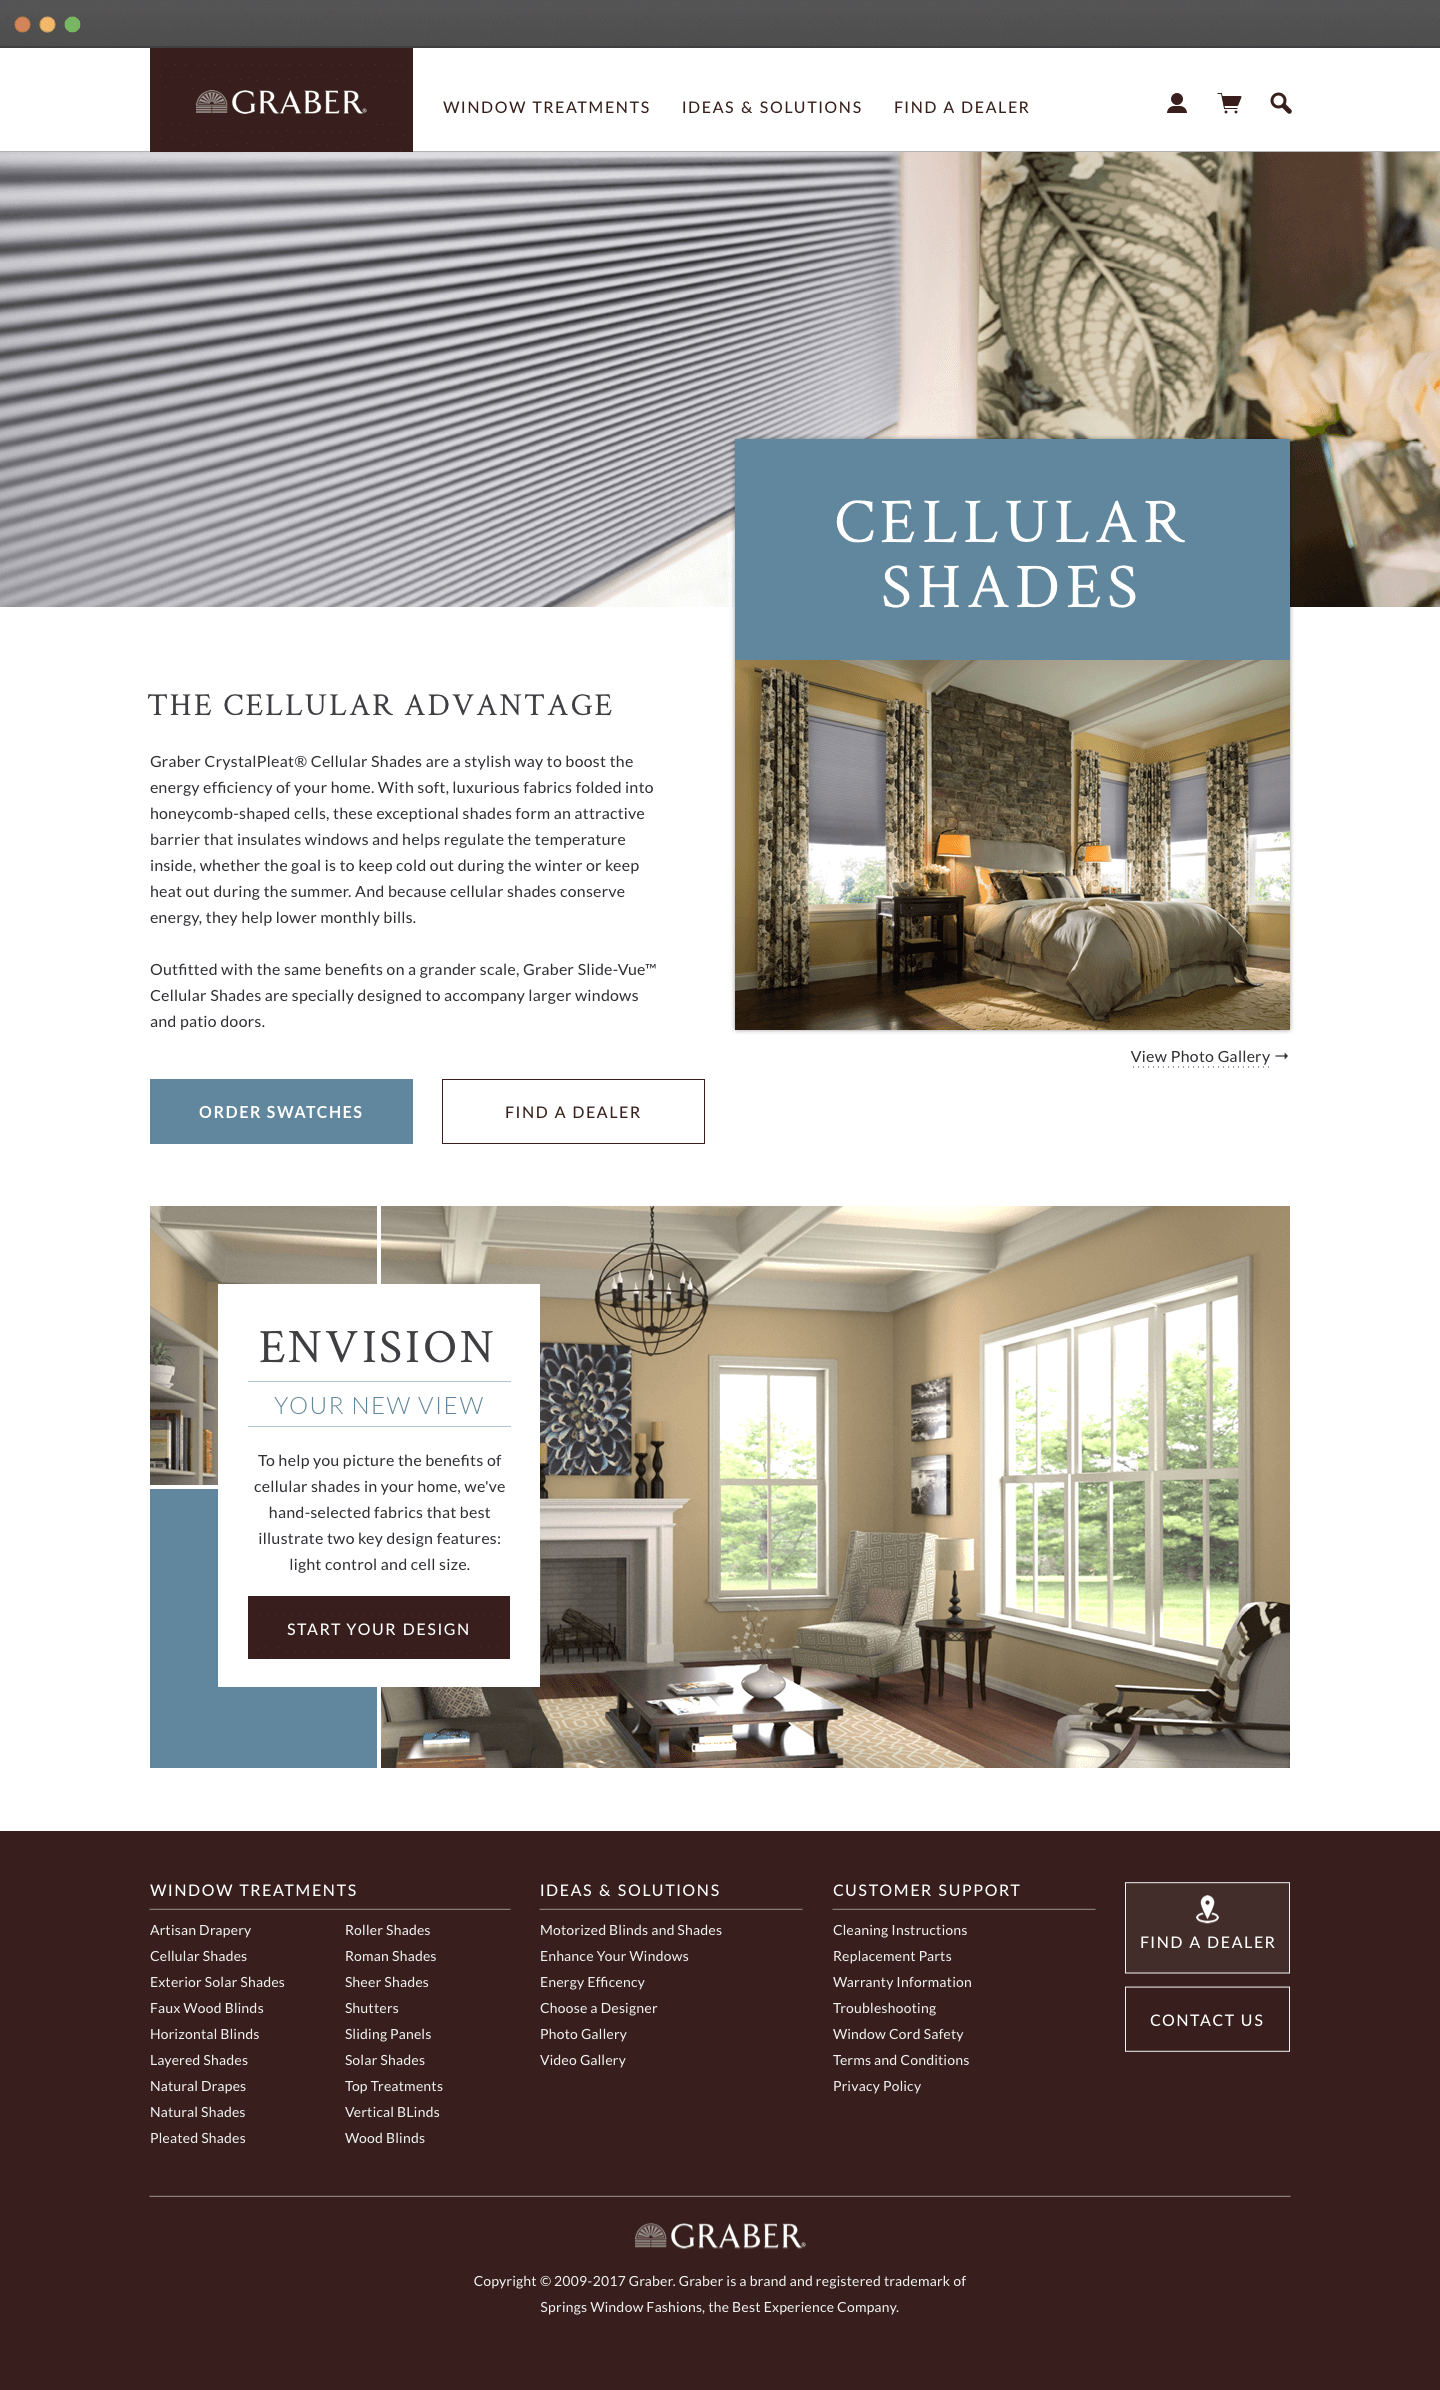 GRABER®
WINDOW TREATMENTS
IDEAS & SOLUTIONS
FIND A DEALER
CELLULAR
SHADES
THE CELLULAR ADVANTAGE
Graber CrystalPleat® Cellular Shades are a stylish way to boost the
energy efficiency of your home. With soft, luxurious fabrics folded into
honeycomb-shaped cells, these exceptional shades form an attractive
barrier that insulates windows and helps regulate the temperature
inside, whether the goal is to keep cold out during the winter or keep
heat out during the summer. And because cellular shades conserve
energy, they help lower monthly bills.
Outfitted with the same benefits on a grander scale, Graber Slide-Vue™
Cellular Shades are specially designed to accompany larger windows
and patio doors.
View Photo Gallery →
ORDER SWATCHES
FIND A DEALER
ENVISION
YOUR NEW VIEW
To help you picture the benefits of
cellular shades in your home, we've
hand-selected fabrics that best
illustrate two key design features:
light control and cell size.
START YOUR DESIGN
WINDOW TREATMENTS
Artisan Drapery
Cellular Shades
Exterior Solar Shades
Faux Wood Blinds
Horizontal Blinds
Layered Shades
Natural Drapes
Natural Shades
Pleated Shades
Roller Shades
Roman Shades
Sheer Shades
Shutters
Sliding Panels
Solar Shades
Top Treatments
Vertical BLinds
Wood Blinds
IDEAS & SOLUTIONS
Motorized Blinds and Shades
Enhance Your Windows
Energy Efficency
Choose a Designer
Photo Gallery
Video Gallery
CUSTOMER SUPPORT
Cleaning Instructions
Replacement Parts
Warranty Information
Troubleshooting
Window Cord Safety
Terms and Conditions
Privacy Policy
FIND A DEALER
CONTACT US
GRABER®
Copyright © 2009-2017 Graber. Graber is a brand and registered trademark of
Springs Window Fashions, the Best Experience Company.